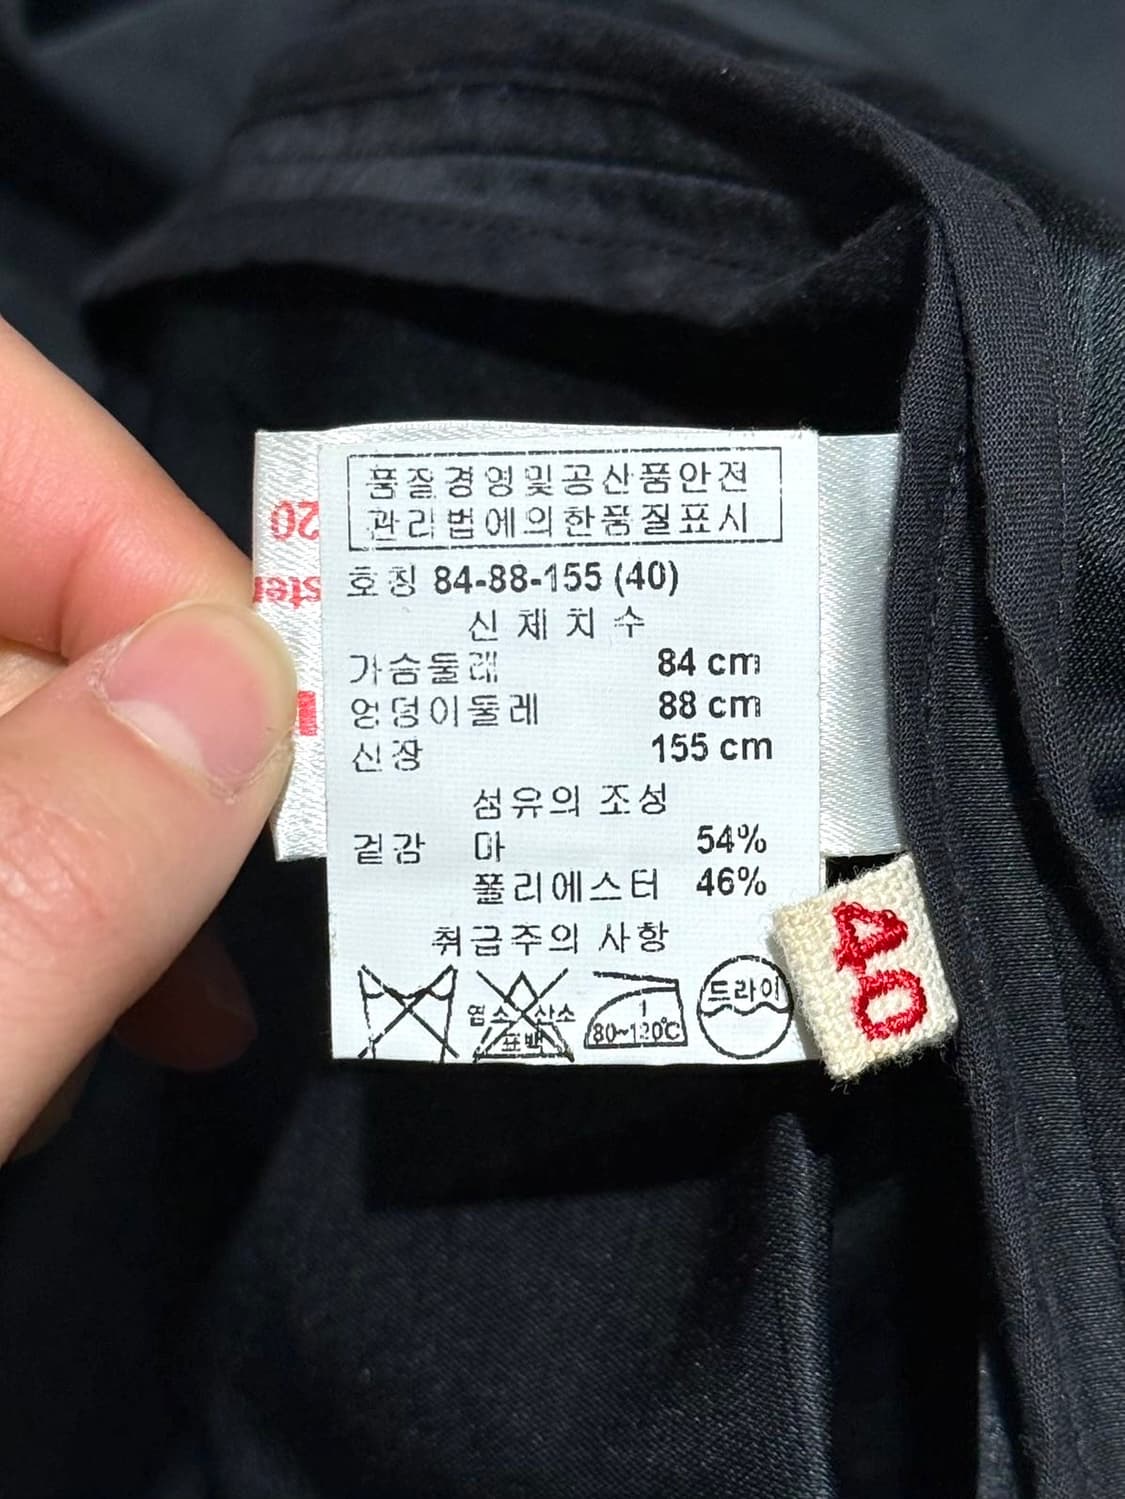 품질경영및공산품안전
관리법에의한품질표시
호칭 84-88-155 (40)
신체치수
가슴둘레 84 cm
엉덩이둘레 88 cm
신장 155 cm
섬유의 조성
겉감 마 54%
폴리에스터 46%
취급주의 사항
염소 산소
표백
1
80~120℃
드라이
40
20
ster